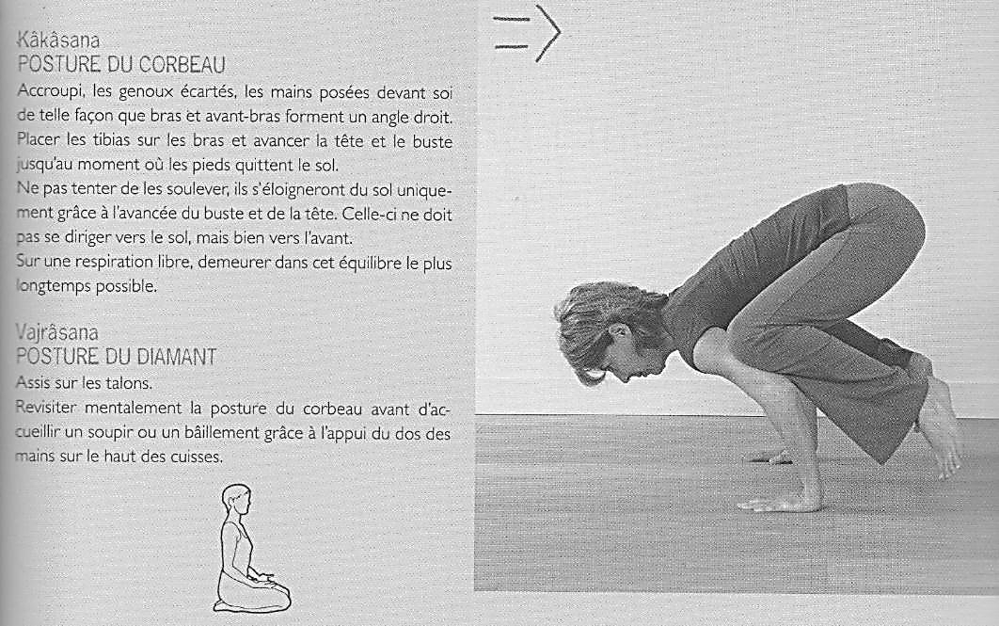 Kâkâsana
POSTURE DU CORBEAU
Accroupi, les genoux écartés, les mains posées devant soi
de telle façon que bras et avant-bras forment un angle droit.
Placer les tibias sur les bras et avancer la tête et le buste
jusqu'au moment où les pieds quittent le sol.
Ne pas tenter de les soulever, ils s'éloigneront du sol unique-
ment grâce à l'avancée du buste et de la tête. Celle-ci ne doit
pas se diriger vers le sol, mais bien vers l'avant.
Sur une respiration libre, demeurer dans cet équilibre le plus
longtemps possible.
Vajrâsana
POSTURE DU DIAMANT
Assis sur les talons.
Revisiter mentalement la posture du corbeau avant d'ac-
cueillir un soupir ou un bâillement grâce à l'appui du dos des
mains sur le haut des cuisses.